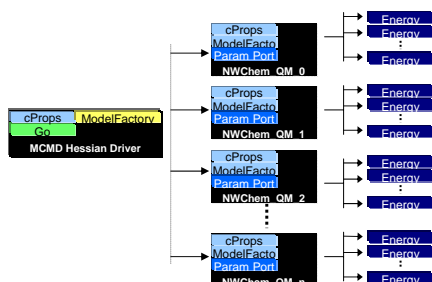 cProps
ModelFacto
Param Port
NWChem_QM_0
Energy
Energy
Energy
cProps
ModelFacto
Param Port
NWChem_QM_1
Energy
Energy
Energy
cProps
ModelFactory
Go
MCMD Hessian Driver
cProps
ModelFacto
Param Port
NWChem_QM_2
Energy
Energy
Energy
cProps
ModelFacto
Param Port
NWChem_QM_n
Energy
Energy
Energy